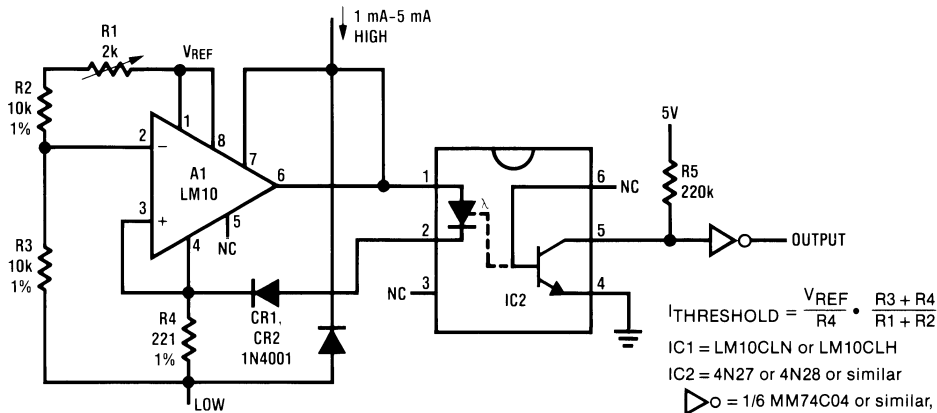 1 mA–5 mA
HIGH
R1
2k
VREF
R2
10k
1%
1
8
7
2
−
A1
LM10
6
3
+
5
NC
4
R3
10k
1%
R4
221
1%
CR1,
CR2
1N4001
LOW
1
2
NC
3
λ
6
NC
5
4
IC2
5V
R5
220k
OUTPUT
ITHRESHOLD = VREF/R4 • R3 + R4/R1 + R2
IC1 = LM10CLN or LM10CLH
IC2 = 4N27 or 4N28 or similar
= 1/6 MM74C04 or similar,